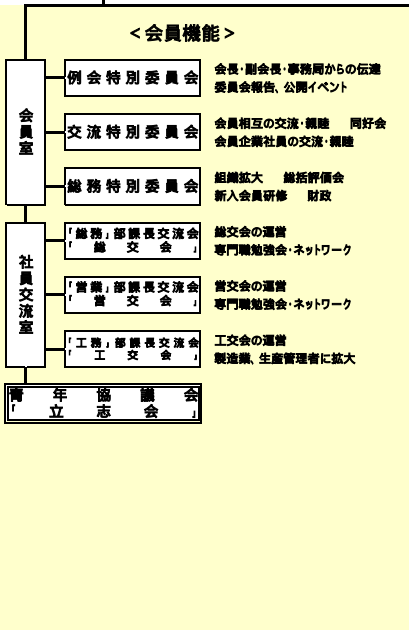 ＜会員機能＞
会員室
例会特別委員会
会長･副会長･事務局からの伝達
委員会報告、公開イベント
交流特別委員会
会員相互の交流･親睦　同好会
会員企業社員の交流･親睦
総務特別委員会
組織拡大　総括評価会
新入会員研修　財政
社員交流室
「総務」部課長交流会
「総交会」
総交会の運営
専門職勉強会･ネットワーク
「営業」部課長交流会
「営交会」
営交会の運営
専門職勉強会･ネットワーク
「工務」部課長交流会
「工交会」
工交会の運営
製造業、生産管理者に拡大
青年協議会
「立志会」